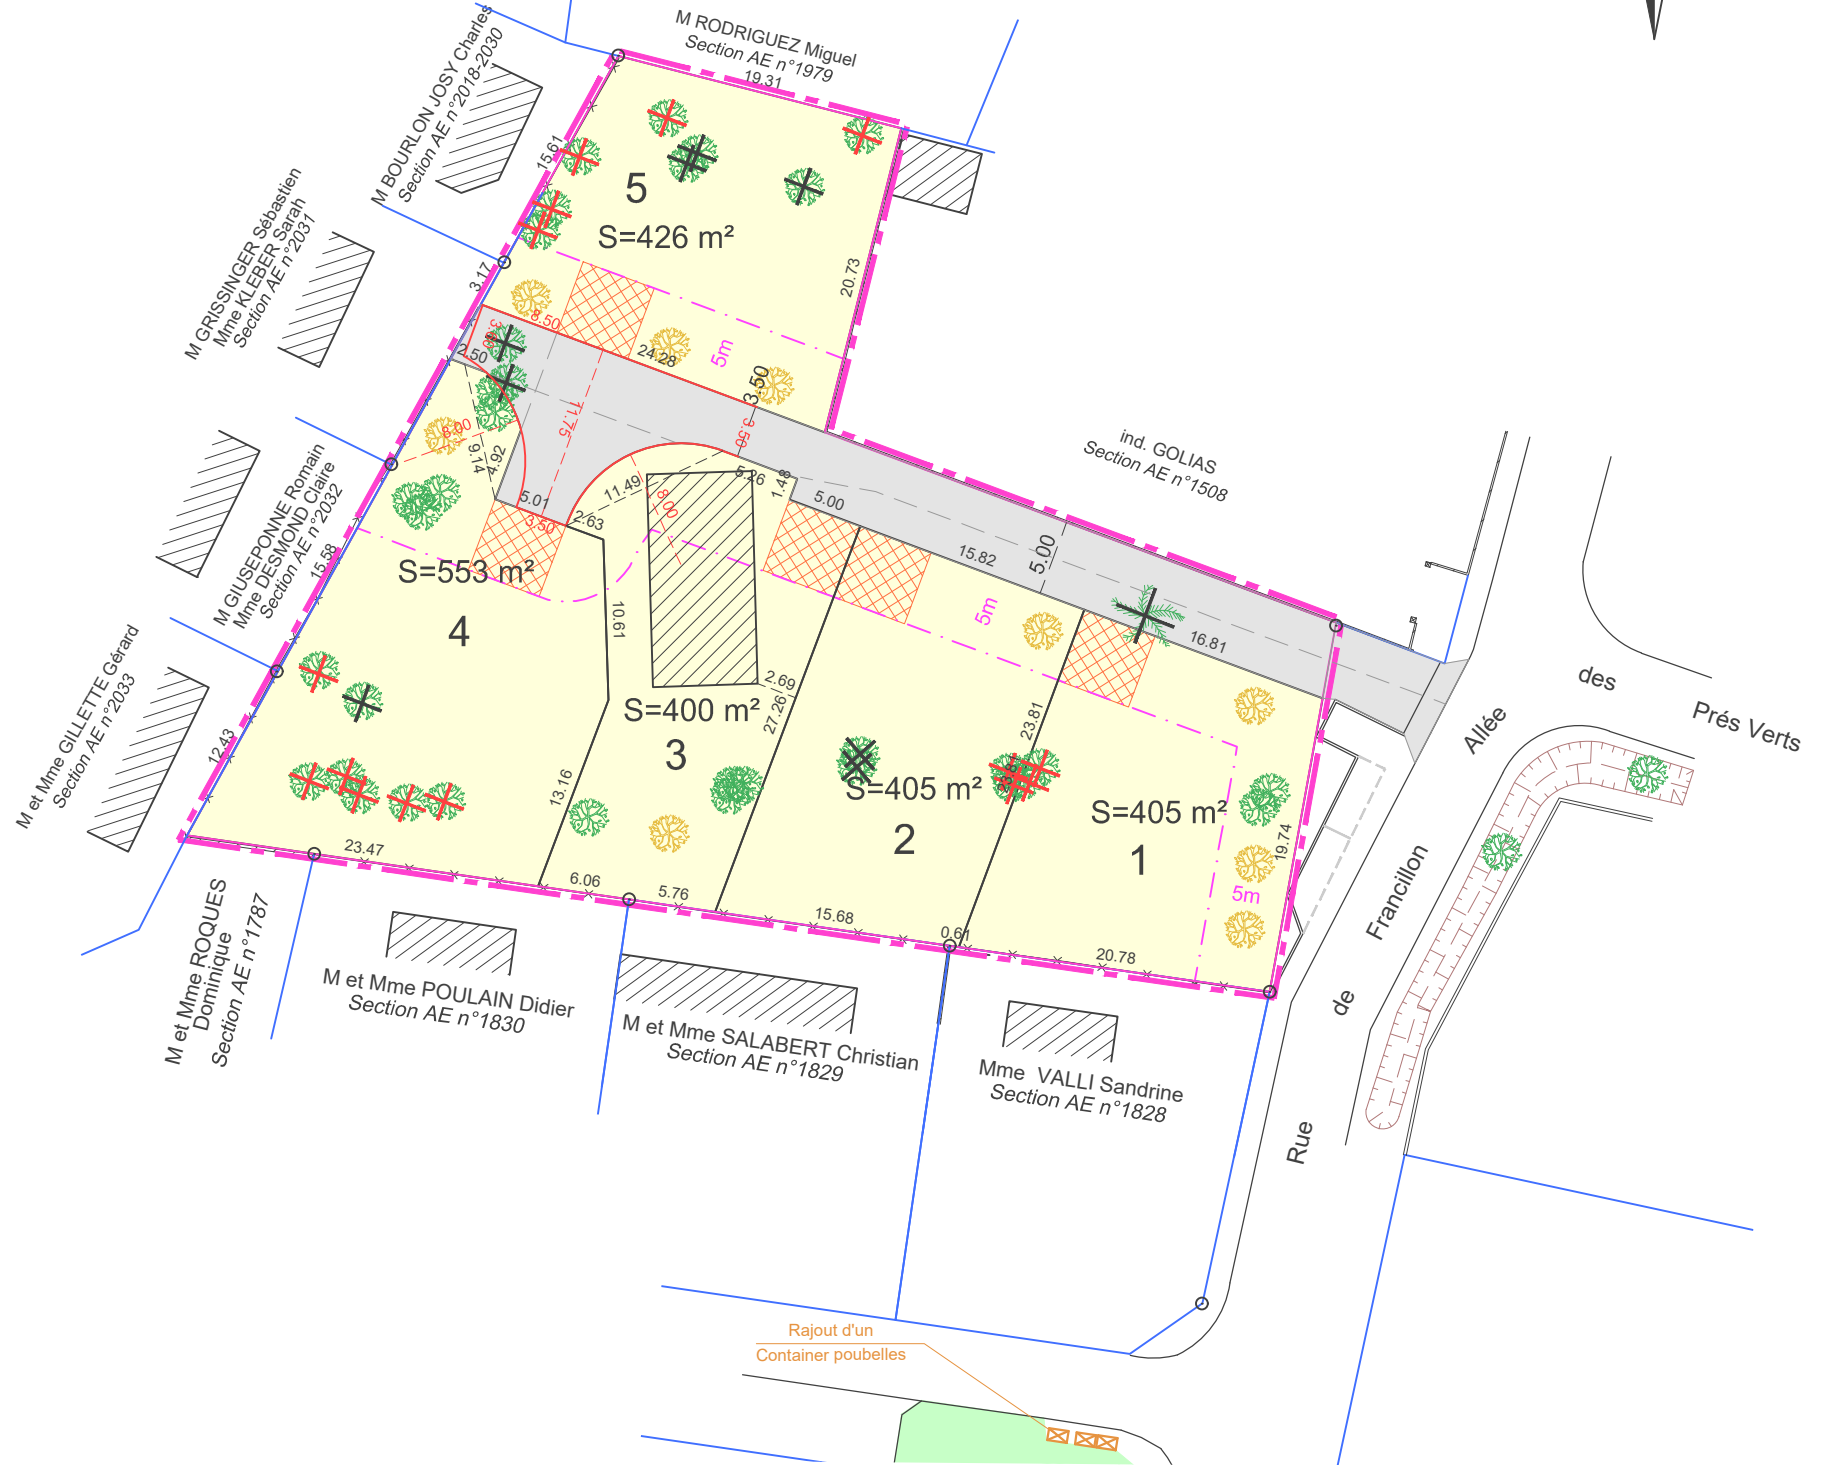 M RODRIGUEZ Miguel
Section AE n°1979
19.31
M BOURLON JOSY Charles
Section AE n°2018-2030
15.61
5
S=426 m²
20.73
M GRISSINGER Sébastien
Mme KLEBER Sarah
Section AE n°2031
3.17
8.50
2.50
24.28
5m
3.50
11.75
3.50
8.00
9.14
4.92
ind. GOLIAS
Section AE n°1508
M GIUSEPONNE Romain
Mme DESMOND Claire
Section AE n°2032
15.58
5.01
3.50
11.49
2.63
8.00
5.26
1.48
5.00
15.82
5.00
16.81
S=553 m²
4
10.61
5m
M et Mme GILLETTE Gérard
Section AE n°2033
12.43
2.69
27.26
23.81
S=400 m²
3
13.16
S=405 m²
2
S=405 m²
1
19.74
5m
Allée
des
Prés Verts
23.47
6.06
5.76
15.68
0.61
20.78
M et Mme ROQUES
Dominique
Section AE n°1787
M et Mme POULAIN Didier
Section AE n°1830
M et Mme SALABERT Christian
Section AE n°1829
Mme  VALLI Sandrine
Section AE n°1828
Rue
de
Francillon
Rajout d'un
Container poubelles